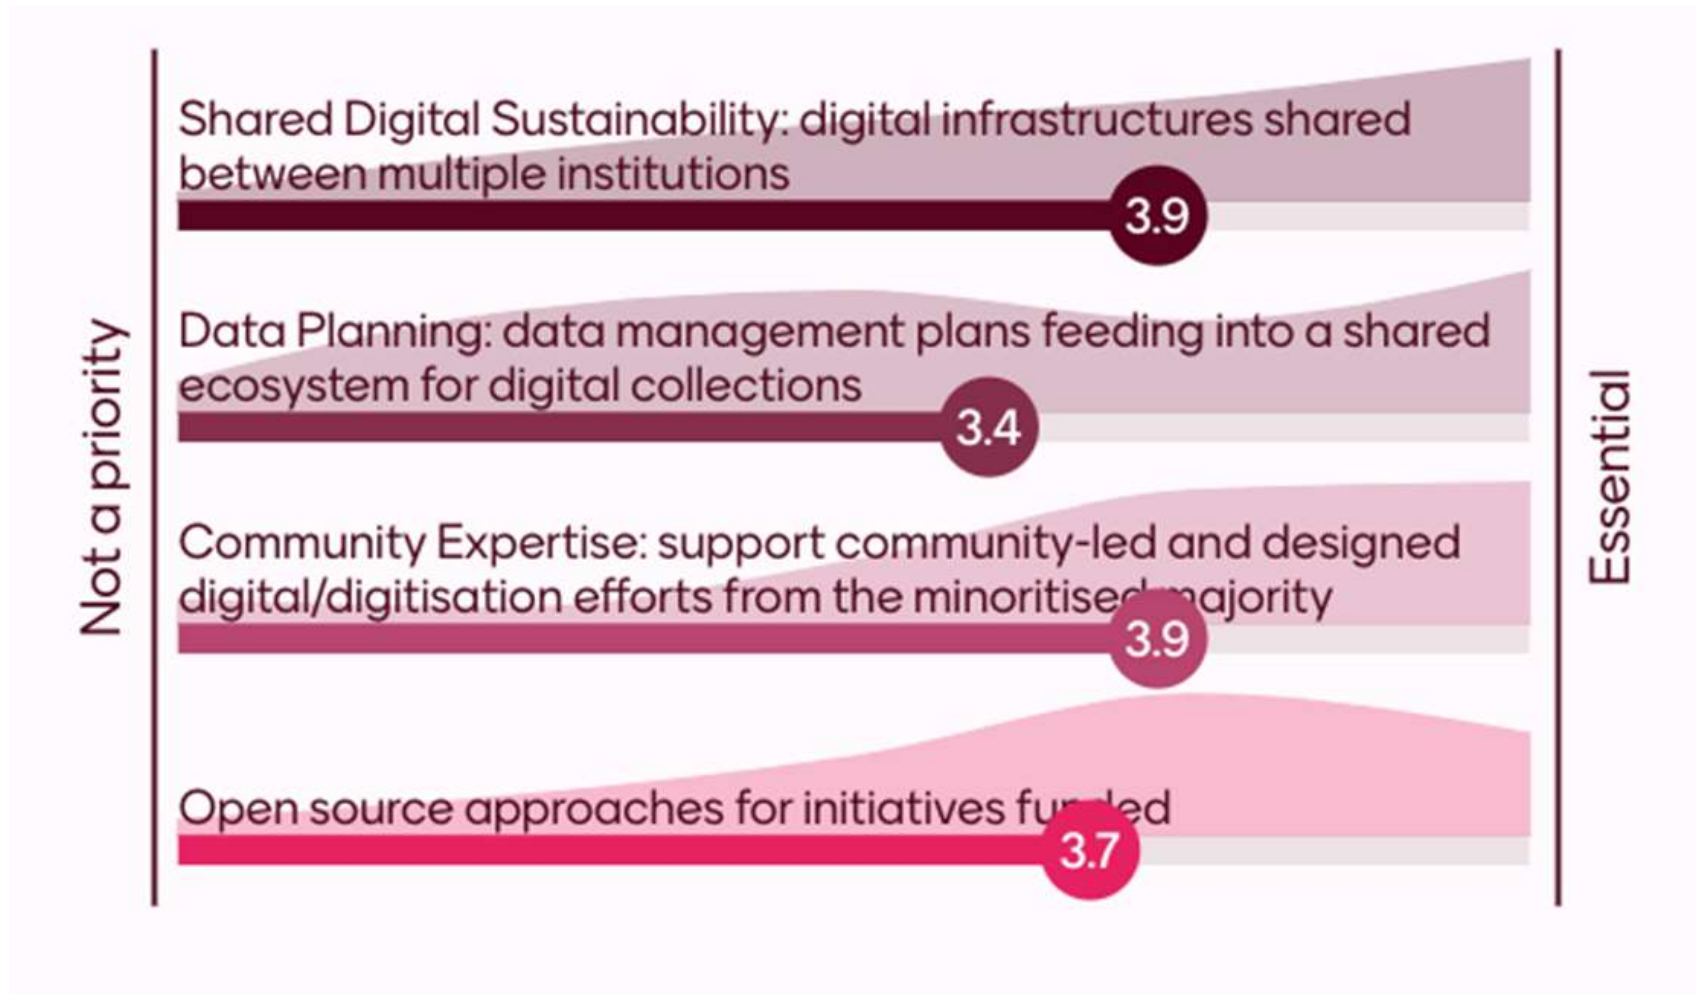 Shared Digital Sustainability: digital infrastructures shared
between multiple institutions
3.9
Data Planning: data management plans feeding into a shared
ecosystem for digital collections
3.4
Community Expertise: support community-led and designed
digital/digitisation efforts from the minoritised majority
3.9
Open source approaches for initiatives funded
3.7
Not a priority
Essential